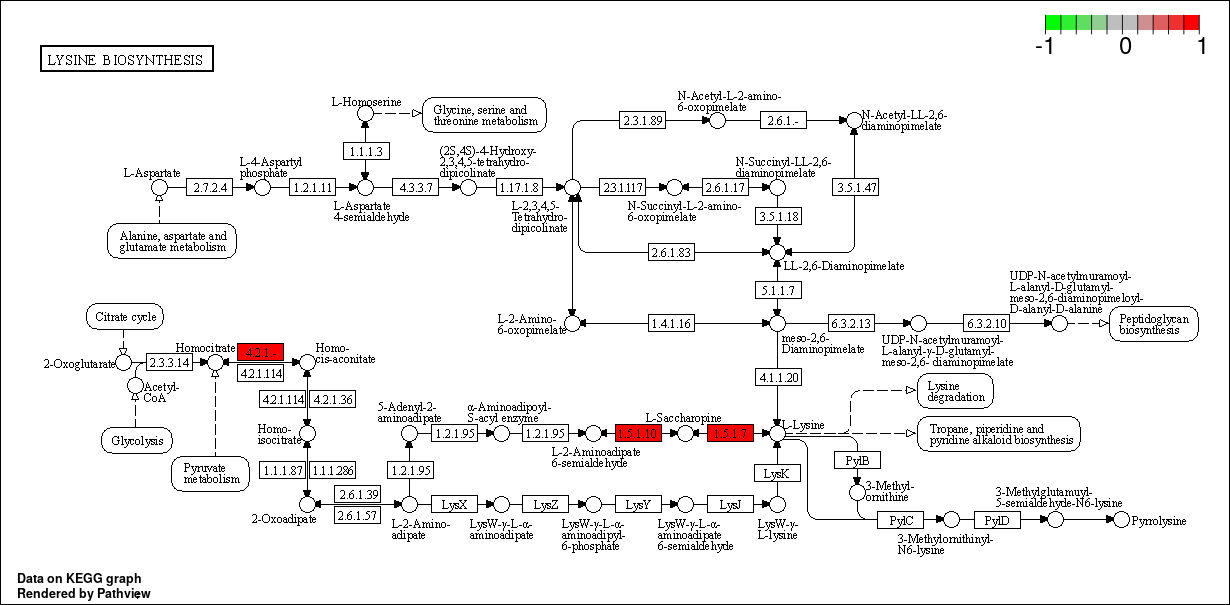 -1
0
1
LYSINE BIOSYNTHESIS
L-Homoserine
Glycine, serine and
threonine metabolism
N-Acetyl-L-2-amino-
6-oxopimelate
2.3.1.89
2.6.1.-
N-Acetyl-LL-2,6-
diaminopimelate
1.1.1.3
L-Aspartate
L-4-Aspartyl
phosphate
(2S,4S)-4-Hydroxy-
2,3,4,5-tetrahydro-
dipicolinate
N-Succinyl-LL-2,6-
diaminopimelate
2.7.2.4
1.2.1.11
4.3.3.7
1.17.1.8
2.3.1.117
2.6.1.17
3.5.1.47
L-Aspartate
4-semialdehyde
L-2,3,4,5-
Tetrahydro-
dipicolinate
N-Succinyl-L-2-amino-
6-oxopimelate
3.5.1.18
Alanine, aspartate and
glutamate metabolism
2.6.1.83
LL-2,6-Diaminopimelate
5.1.1.7
UDP-N-acetylmuramoyl-
L-alanyl-D-glutamyl-
meso-2,6-diaminopimeloyl-
D-alanyl-D-alanine
Citrate cycle
L-2-Amino-
6-oxopimelate
1.4.1.16
6.3.2.13
6.3.2.10
Peptidoglycan
biosynthesis
meso-2,6-
Diaminopimelate
UDP-N-acetylmuramoyl-
L-alanyl-γ-D-glutamyl-
meso-2,6- diaminopimelate
2-Oxoglutarate
2.3.3.14
Homocitrate
4.2.1.-
4.2.1.114
Homo-
cis-aconitate
Acetyl-
CoA
4.1.1.20
Lysine
degradation
4.2.1.114
4.2.1.36
5-Adenyl-2-
aminoadipate
α-Aminoadipoyl-
S-acyl enzyme
L-Saccharopine
L-Lysine
Glycolysis
Homo-
isocitrate
1.2.1.95
1.2.1.95
1.5.1.10
1.5.1.7
Tropane, piperidine and
pyridine alkaloid biosynthesis
L-2-Aminoadipate
6-semialdehyde
Pyruvate
metabolism
1.1.1.87
1.1.1.286
1.2.1.95
LysK
PylB
3-Methyl-
ornithine
2.6.1.39
2.6.1.57
2-Oxoadipate
L-2-Amino-
adipate
LysX
LysZ
LysY
LysJ
LysW-γ-L-α-
aminoadipate
LysW-γ-L-α-
aminoadipyl-
6-phosphate
LysW-γ-L-α-
aminoadipate
6-semialdehyde
LysW-γ-
L-lysine
3-Methylglutamuyl-
5-semialdehyde-N6-lysine
PylC
PylD
Pyrrolysine
3-Methylornithinyl-
N6-lysine
Data on KEGG graph
Rendered by Pathview